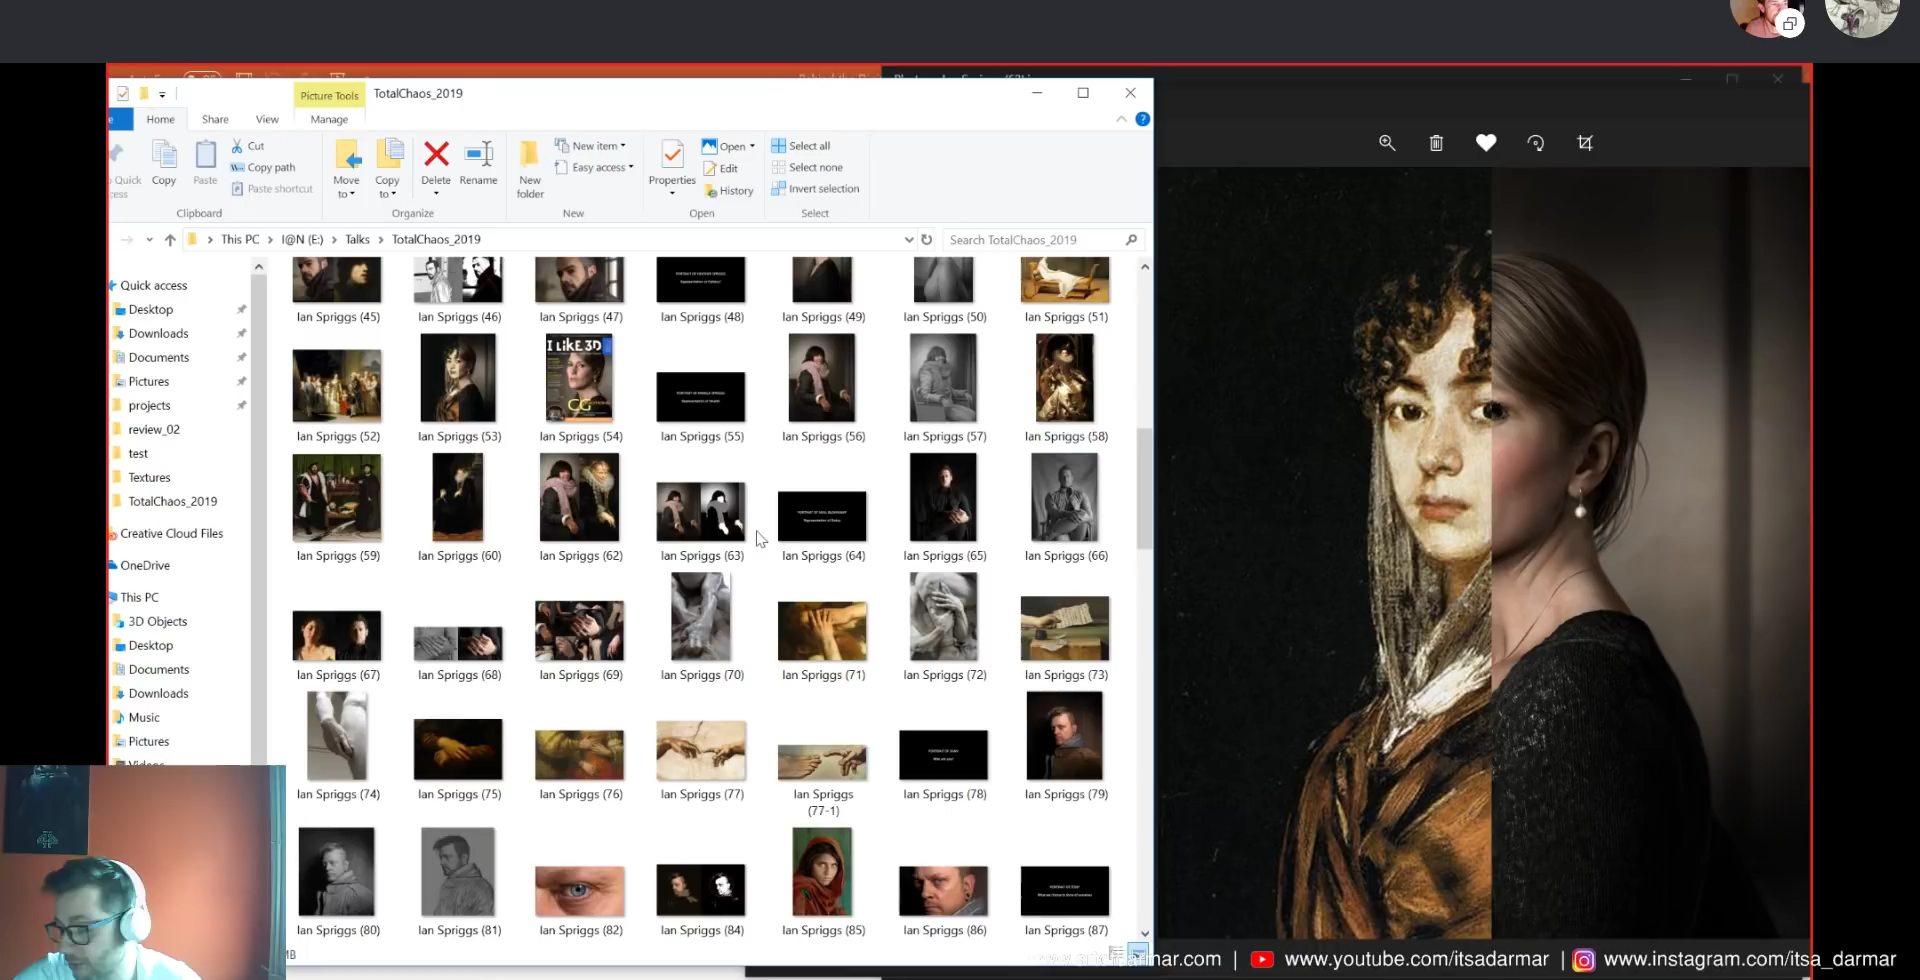 Picture Tools
TotalChaos_2019
Home
Share
View
Manage
Cut
Copy path
Paste shortcut
Copy
Paste
Move to
Copy to
Delete
Rename
New folder
New item
Easy access
Properties
Open
Edit
History
Select all
Select none
Invert selection
Clipboard
Organize
New
Open
Select
This PC
I@N (E:)
Talks
TotalChaos_2019
Search TotalChaos_2019
Quick access
Desktop
Downloads
Documents
Pictures
projects
review_02
test
Textures
TotalChaos_2019
Creative Cloud Files
OneDrive
This PC
3D Objects
Desktop
Documents
Downloads
Music
Pictures
Ian Spriggs (45)
Ian Spriggs (46)
Ian Spriggs (47)
Ian Spriggs (48)
Ian Spriggs (49)
Ian Spriggs (50)
Ian Spriggs (51)
I LIKE 3D
CG
Ian Spriggs (52)
Ian Spriggs (53)
Ian Spriggs (54)
Ian Spriggs (55)
Ian Spriggs (56)
Ian Spriggs (57)
Ian Spriggs (58)
Ian Spriggs (59)
Ian Spriggs (60)
Ian Spriggs (62)
Ian Spriggs (63)
Ian Spriggs (64)
Ian Spriggs (65)
Ian Spriggs (66)
Ian Spriggs (67)
Ian Spriggs (68)
Ian Spriggs (69)
Ian Spriggs (70)
Ian Spriggs (71)
Ian Spriggs (72)
Ian Spriggs (73)
Ian Spriggs (74)
Ian Spriggs (75)
Ian Spriggs (76)
Ian Spriggs (77)
Ian Spriggs (77-1)
Ian Spriggs (78)
Ian Spriggs (79)
Ian Spriggs (80)
Ian Spriggs (81)
Ian Spriggs (82)
Ian Spriggs (84)
Ian Spriggs (85)
Ian Spriggs (86)
Ian Spriggs (87)
| www.youtube.com/itsadarmar | www.instagram.com/itsa_darmar